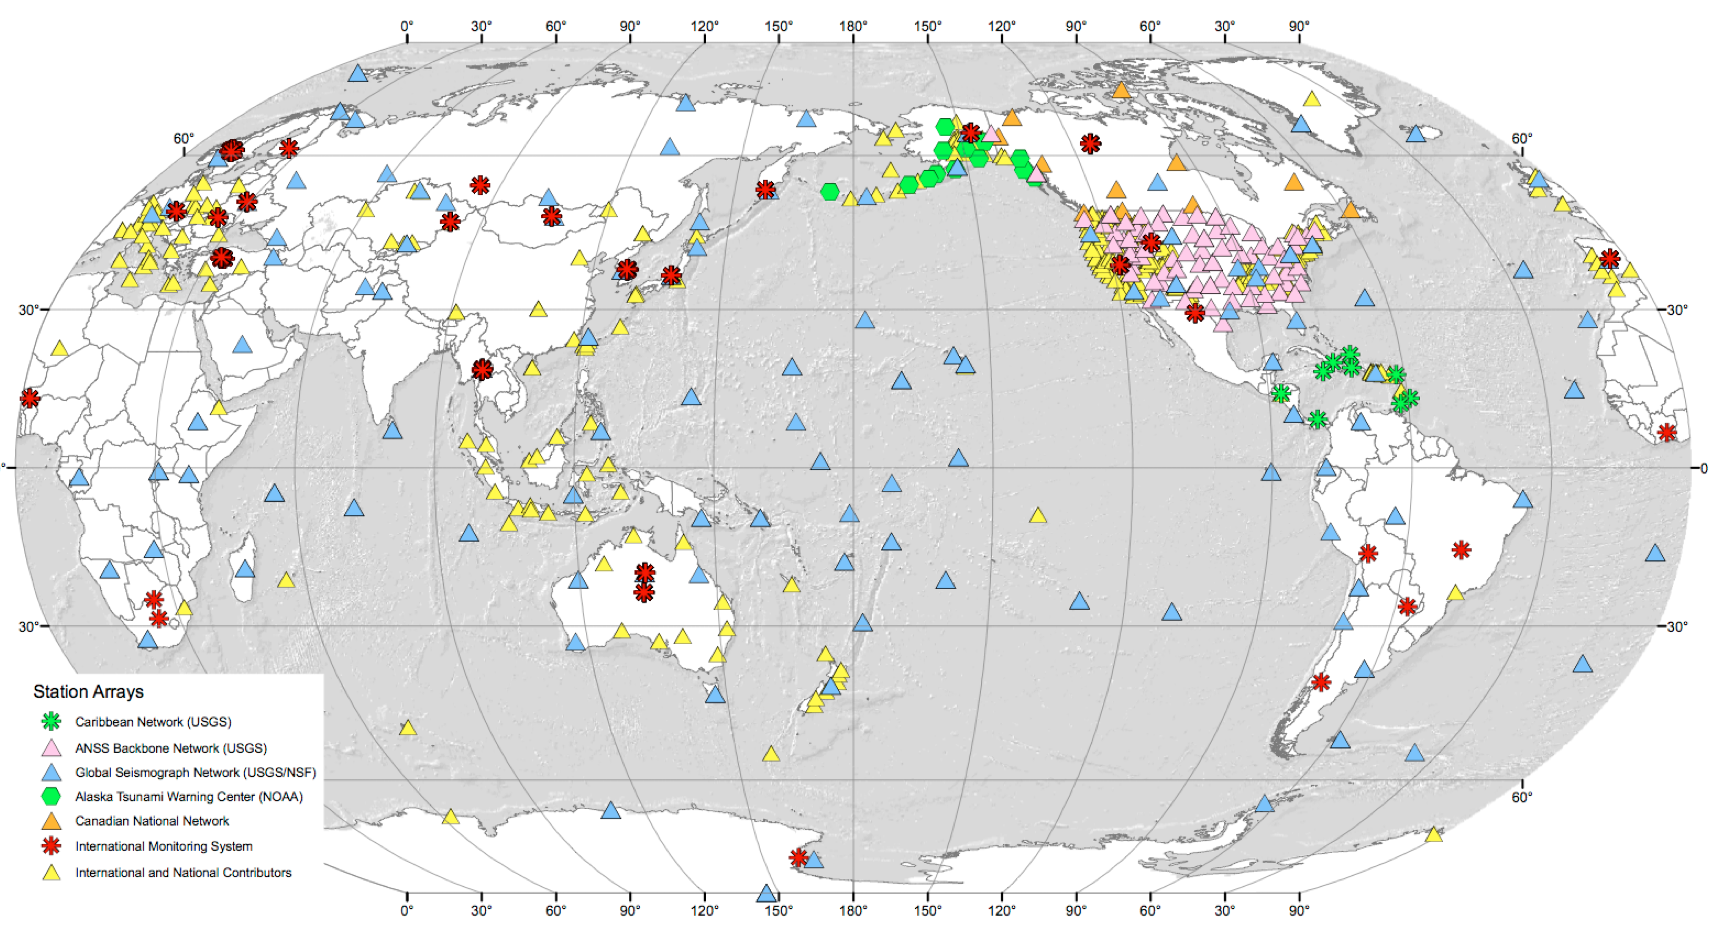 0° 30° 60° 90° 120° 150° 180° 150° 120° 90° 60° 30° 90°
60° 60°
30° 30°
° 0
30° 30°
Station Arrays
Caribbean Network (USGS)
ANSS Backbone Network (USGS)
Global Seismograph Network (USGS/NSF)
Alaska Tsunami Warning Center (NOAA)
60°
Canadian National Network
International Monitoring System
International and National Contributors
0° 30° 60° 90° 120° 150° 180° 150° 120° 90° 60° 30° 90°